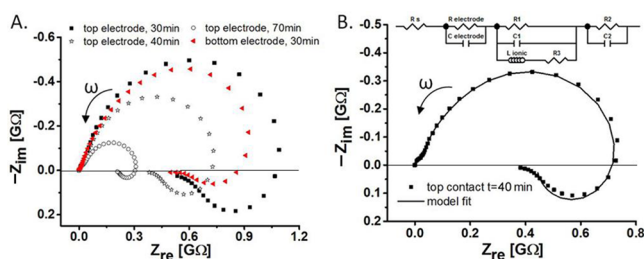 A.
top electrode, 30min
top electrode, 70min
top electrode, 40min
bottom electrode, 30min
ω
-Zim [GΩ]
-0.6
-0.4
-0.2
0.0
0.2
0.0
0.3
0.6
0.9
1.2
Zre [GΩ]
B.
R s
R electrode
C electrode
R1
C1
L ionic
R3
R2
C2
ω
-Zim [GΩ]
-0.5
-0.4
-0.3
-0.2
-0.1
0.0
0.1
0.2
0.0
0.2
0.4
0.6
0.8
top contact t=40 min
model fit
Zre [GΩ]